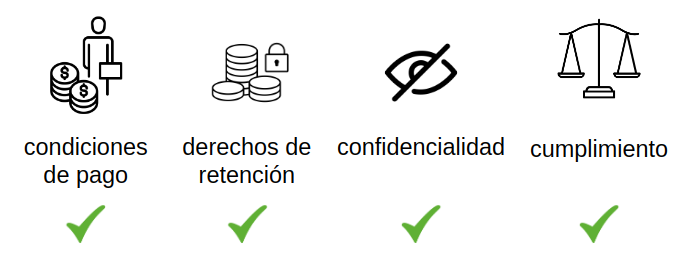 condiciones
de pago
derechos de
retención
confidencialidad
cumplimiento